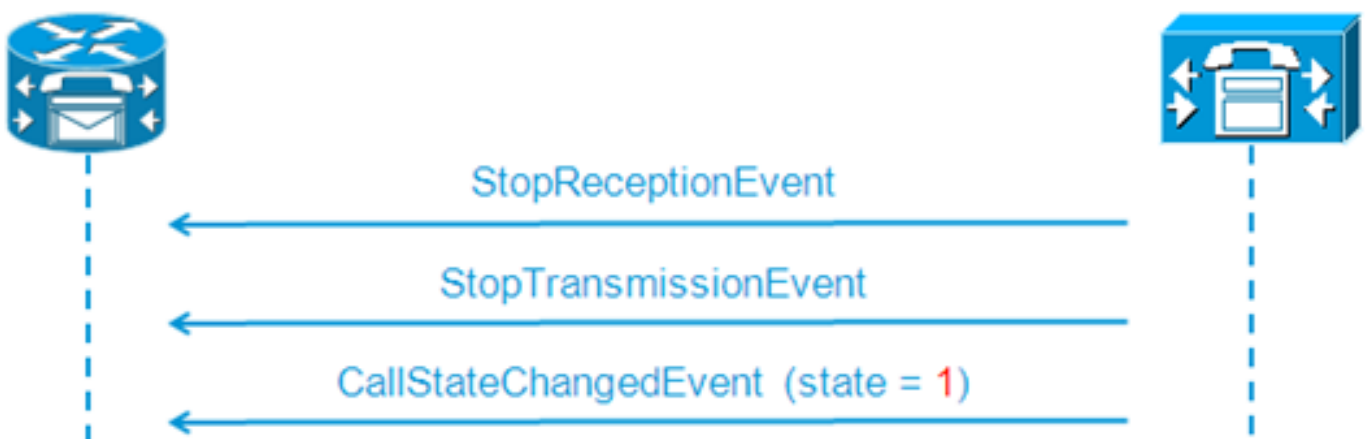 StopReceptionEvent
StopTransmissionEvent
CallStateChangedEvent (state = 1)